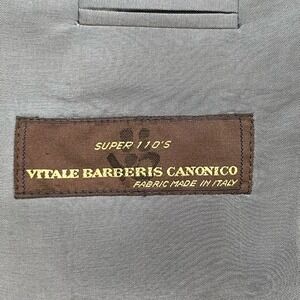 SUPER 110'S
VITALE BARBERIS CANONICO
FABRIC MADE IN ITALY